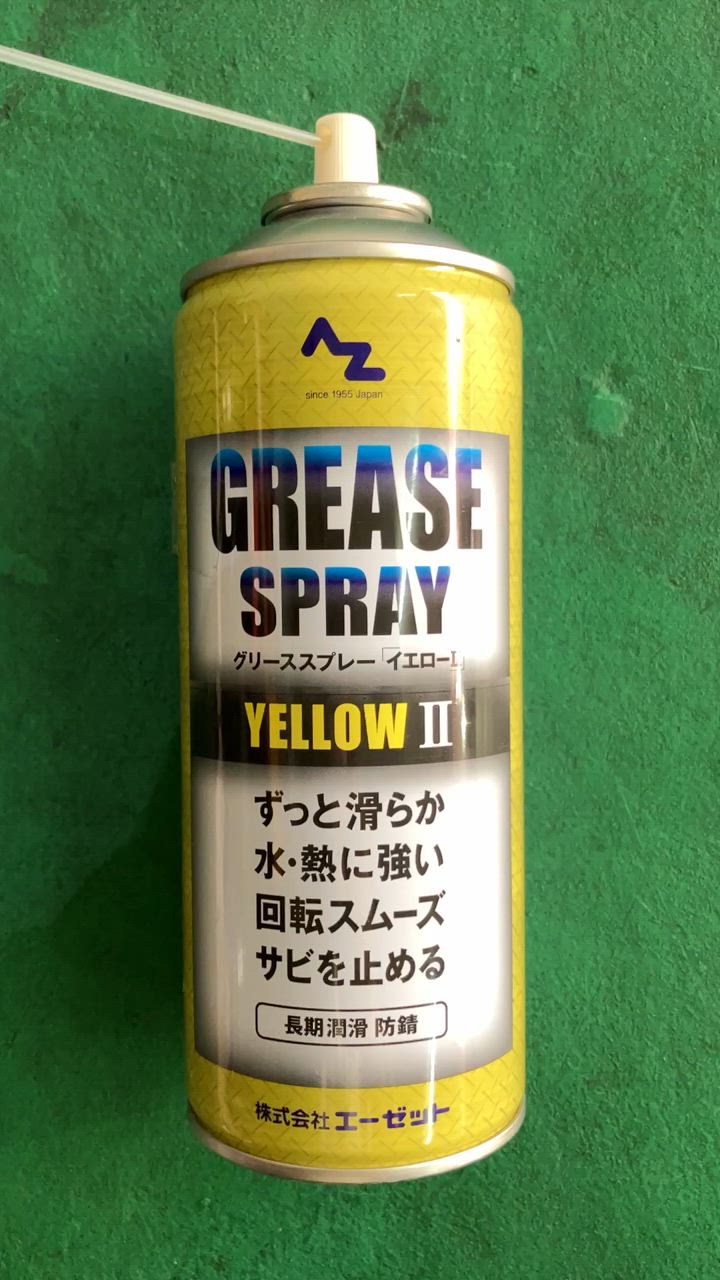 AZ
since 1955 Japan
GREASE
SPRAY
グリーススプレー「イエローII」
YELLOW II
ずっと滑らか
水・熱に強い
回転スムーズ
サビを止める
長期潤滑 防錆
株式会社 エーゼット